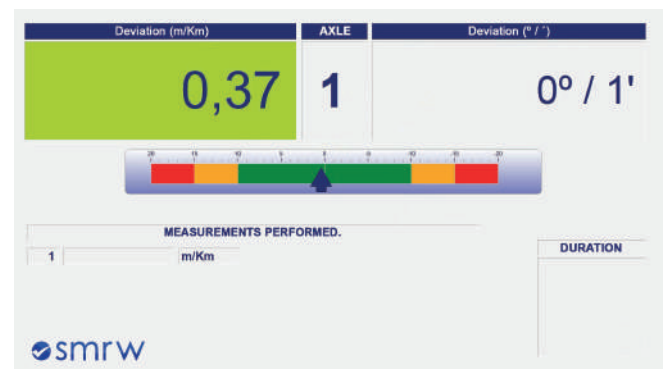 Deviation (m/Km) AXLE Deviation (º / ´)
0,37 1 0º / 1'
20 15 10 5 0 -5 -10 -15 -20
MEASUREMENTS PERFORMED.
DURATION
1 m/Km
smrw